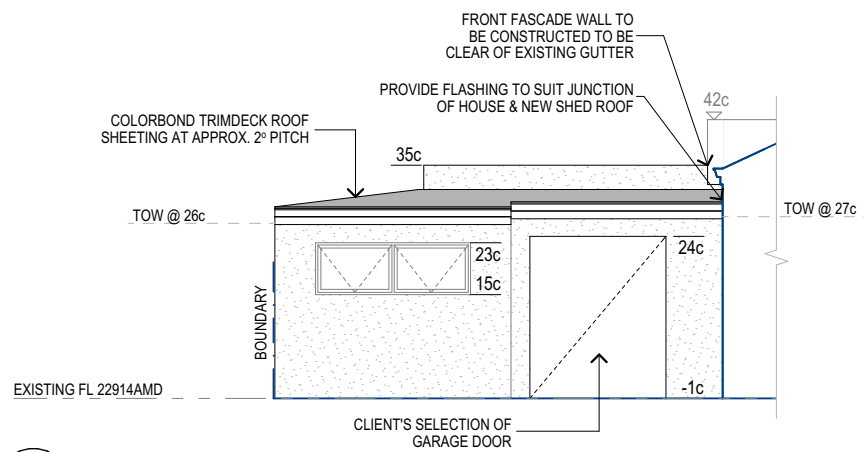 FRONT FASCADE WALL TO
BE CONSTRUCTED TO BE
CLEAR OF EXISTING GUTTER
PROVIDE FLASHING TO SUIT JUNCTION
OF HOUSE & NEW SHED ROOF
42c
COLORBOND TRIMDECK ROOF
SHEETING AT APPROX. 2º PITCH
35c
TOW @ 26c
TOW @ 27c
23c
24c
15c
BOUNDARY
EXISTING FL 22914AMD
-1c
CLIENT'S SELECTION OF
GARAGE DOOR